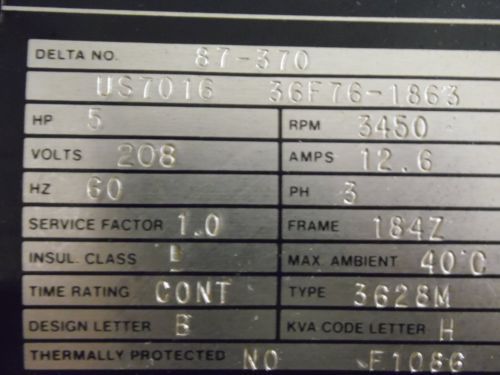 DELTA NO. 87-370
US7016 36F76-1863
HP 5 RPM 3450
VOLTS 208 AMPS 12.6
HZ 60 PH 3
SERVICE FACTOR 1.0 FRAME 184Z
INSUL. CLASS MAX AMBIENT 40°C
TIME RATING CONT TYPE 3628M
DESIGN LETTER B KVA CODE LETTER H
THERMALLY PROTECTED NO F1086